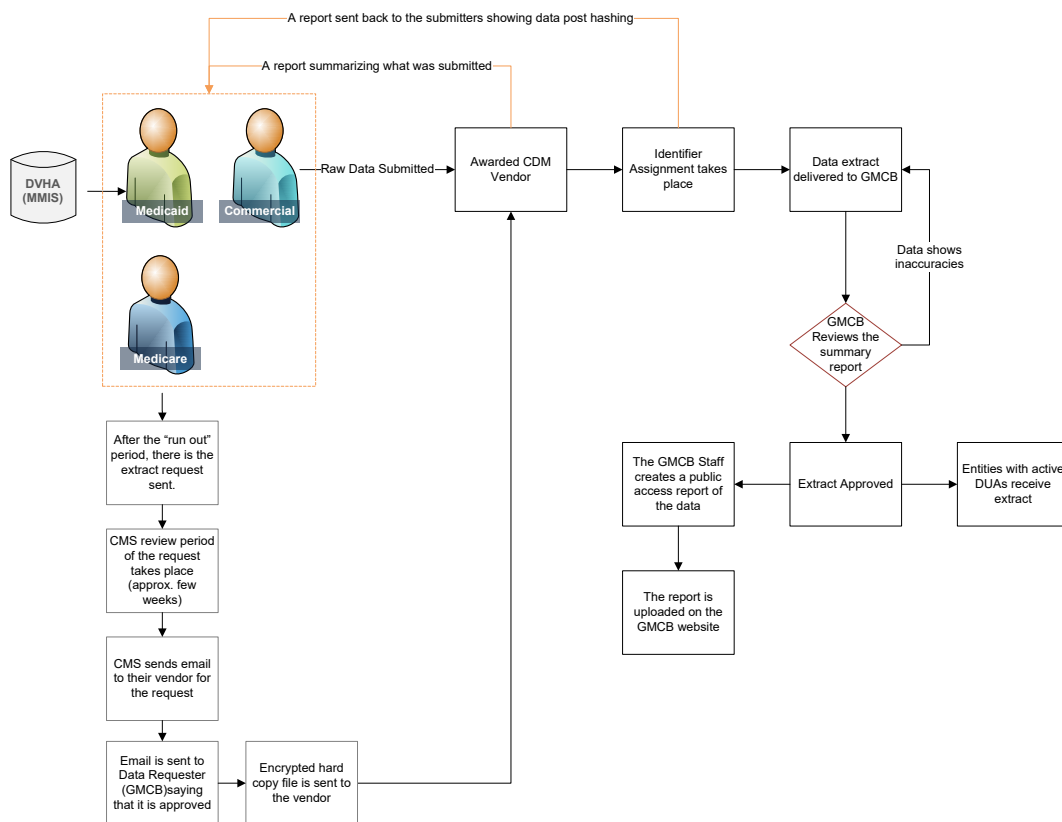 A report sent back to the submitters showing data post hashing
A report summarizing what was submitted
DVHA
(MMIS)
Medicaid
Commercial
Medicare
Raw Data Submitted
Awarded CDM
Vendor
Identifier
Assignment takes
place
Data extract
delivered to GMCB
Data shows
inaccuracies
GMCB
Reviews the
summary
report
After the “run out”
period, there is the
extract request
sent.
The GMCB Staff
creates a public
access report of
the data
Extract Approved
Entities with active
DUAs receive
extract
CMS review period
of the request
takes place
(approx. few
weeks)
The report is
uploaded on the
GMCB website
CMS sends email
to their vendor for
the request
Email is sent to
Data Requester
(GMCB)saying
that it is approved
Encrypted hard
copy file is sent to
the vendor